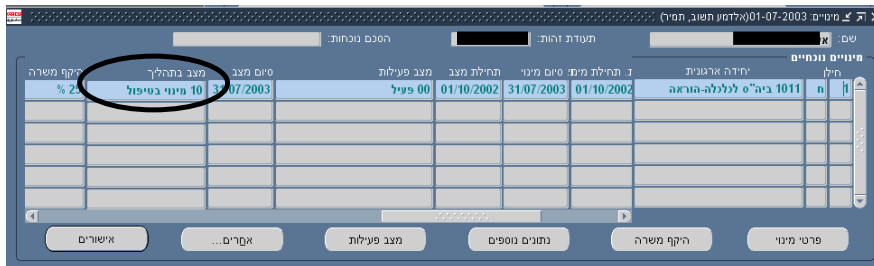 מינויים: 01-07-2003(אלדמע תשוב, תמיר)
שם: תעודת זהות: הסכם נוכחות:
מינויים נוכחיים
חילן יחידה ארגונית ת. תחילת מינוי סיום מינוי תחילת מצב מצב פעילות סיום מצב מצב בתהליך היקף משרה
1 ח 1011 ביה"ס לכלכלה-הוראה 01/10/2002 31/07/2003 01/10/2002 00 פעיל 31/07/2003 10 מינוי בטיפול 25 %
פרטי מינוי היקף משרה נתונים נוספים מצב פעילות אחרים... אישורים